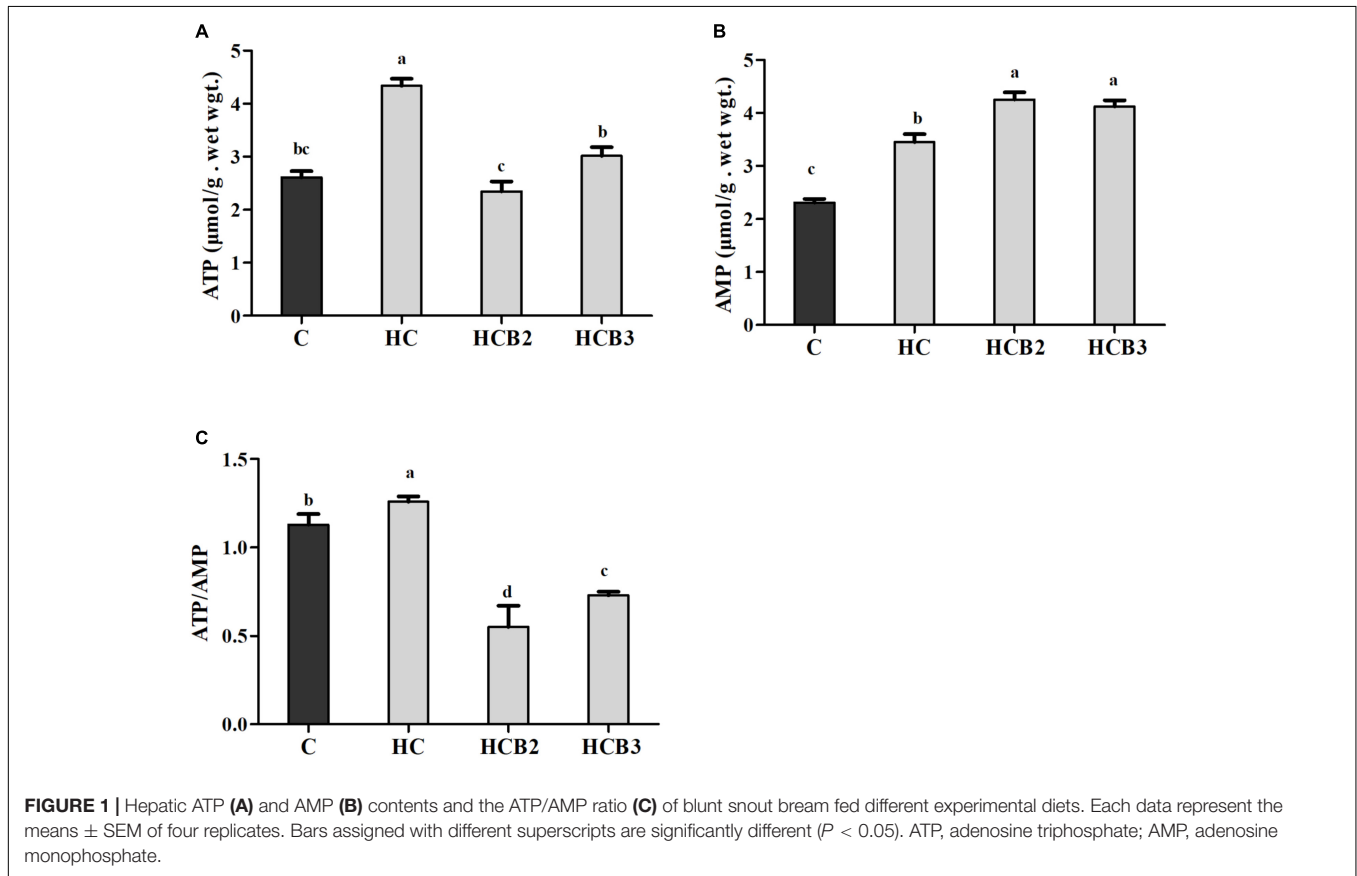 A
ATP (µmol/g . wet wgt.)
5
4
3
2
1
0
bc
a
c
b
C HC HCB2 HCB3
B
AMP (µmol/g . wet wgt.)
5
4
3
2
1
0
c
b
a
a
C HC HCB2 HCB3
C
ATP/AMP
1.5
1.0
0.5
0.0
b
a
d
c
C HC HCB2 HCB3
FIGURE 1 | Hepatic ATP (A) and AMP (B) contents and the ATP/AMP ratio (C) of blunt snout bream fed different experimental diets. Each data represent the
means ± SEM of four replicates. Bars assigned with different superscripts are significantly different (P < 0.05). ATP, adenosine triphosphate; AMP, adenosine
monophosphate.